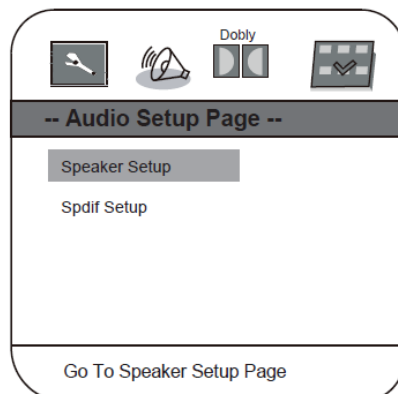 Dobly
-- Audio Setup Page --
Speaker Setup
Spdif Setup
Go To Speaker Setup Page